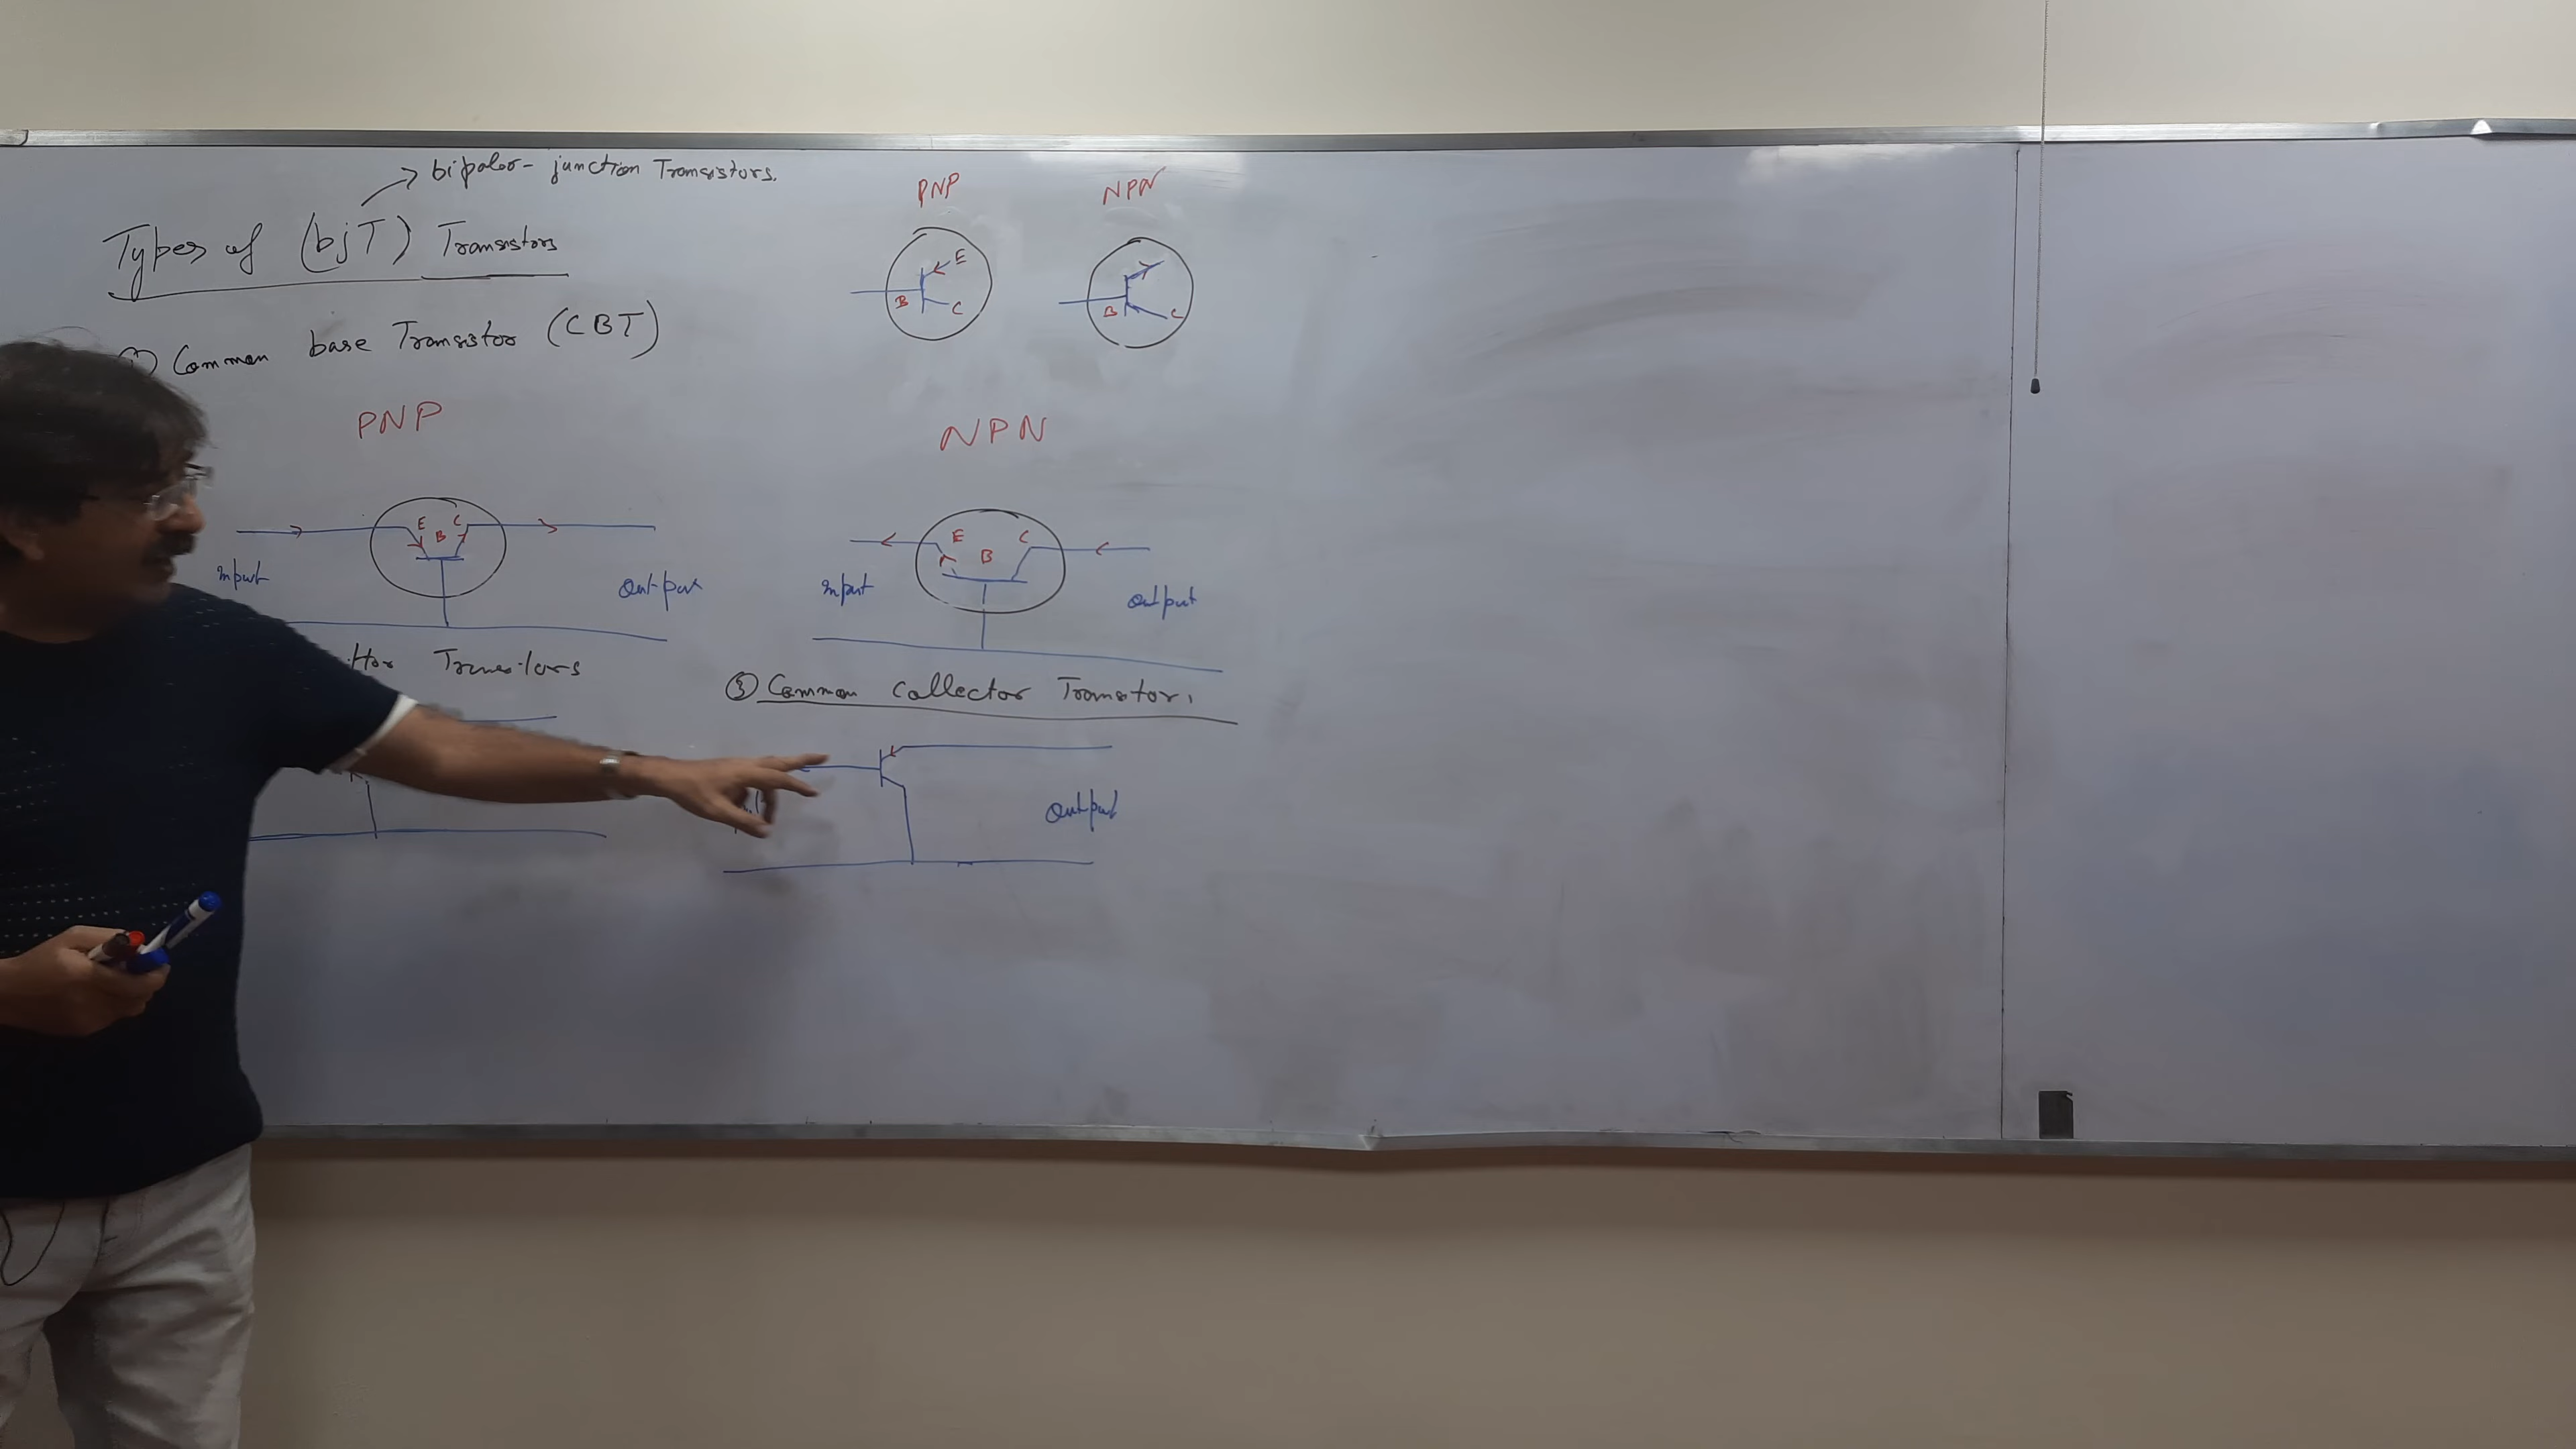 bipolar - junction Transistors.
Types of (bjT) Transistors
PNP
NPN
E
B
C
B
C
Common base Transistor (CBT)
PNP
NPN
E
B
C
Input
Output
E
B
C
Input
Output
③ Common Collector Transistor.
Output